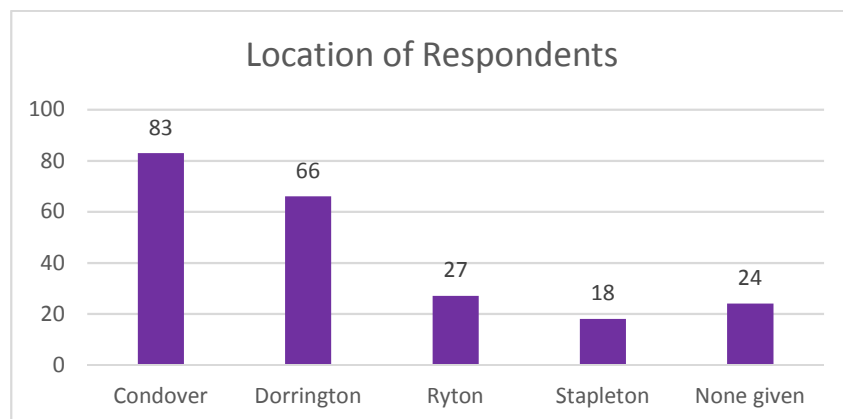 Location of Respondents
100
80
60
40
20
0
83
66
27
18
24
Condover
Dorrington
Ryton
Stapleton
None given